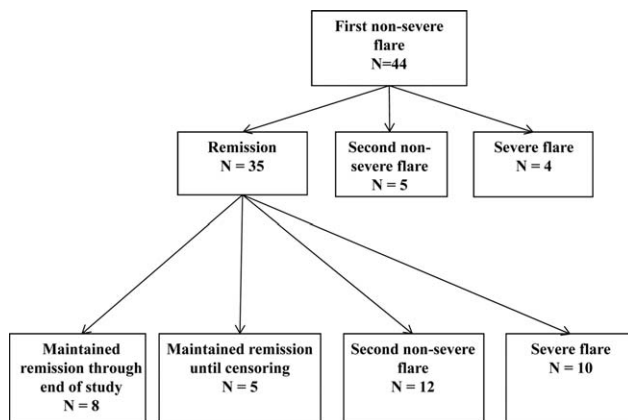 First non-severe
flare
N=44
Remission
N = 35
Second non-
severe flare
N = 5
Severe flare
N = 4
Maintained
remission through
end of study
N = 8
Maintained remission
until censoring
N = 5
Second non-severe
flare
N = 12
Severe flare
N = 10